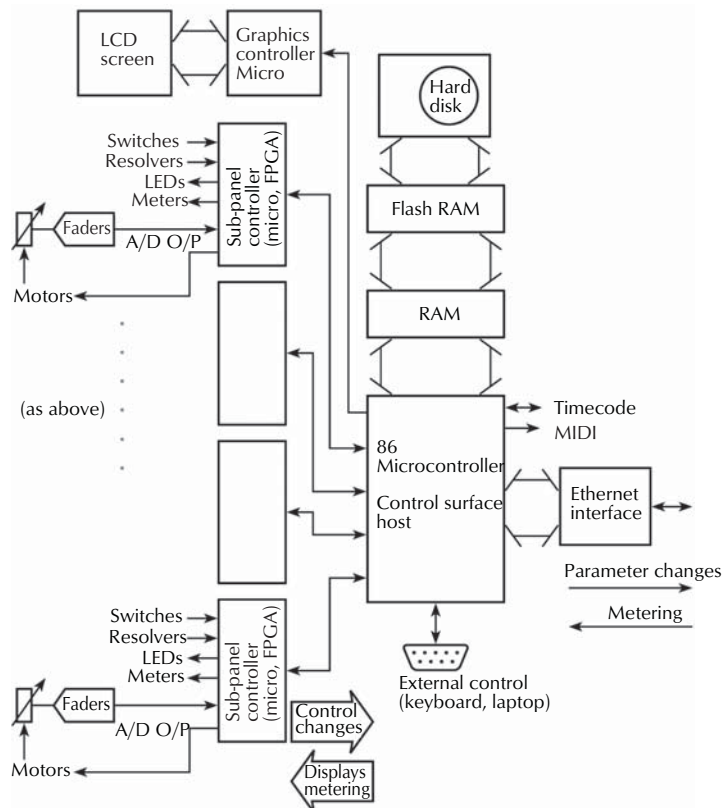 LCD
screen
Graphics
controller
Micro
Hard
disk
Switches
Resolvers
LEDs
Meters
Faders
A/D O/P
Motors
Sub-panel
controller
(micro, FPGA)
Flash RAM
RAM
(as above)
86
Microcontroller
Control surface
host
Timecode
MIDI
Ethernet
interface
Parameter changes
Metering
External control
(keyboard, laptop)
Switches
Resolvers
LEDs
Meters
Faders
A/D O/P
Motors
Sub-panel
controller
(micro, FPGA)
Control
changes
Displays
metering